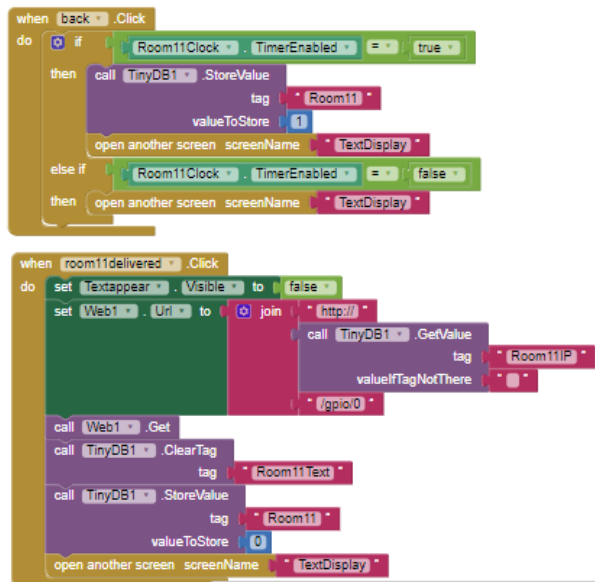 when back .Click
do if Room11Clock . TimerEnabled = true
then call TinyDB1 .StoreValue
tag " Room11 "
valueToStore 1
open another screen screenName " TextDisplay "
else if Room11Clock . TimerEnabled = false
then open another screen screenName " TextDisplay "
when room11delivered .Click
do set Textappear . Visible to false
set Web1 . Url to join " http:// "
call TinyDB1 .GetValue
tag " Room11IP "
valueIfTagNotThere " "
" /gpio/0 "
call Web1 .Get
call TinyDB1 .ClearTag
tag " Room11Text "
call TinyDB1 .StoreValue
tag " Room11 "
valueToStore 0
open another screen screenName " TextDisplay "